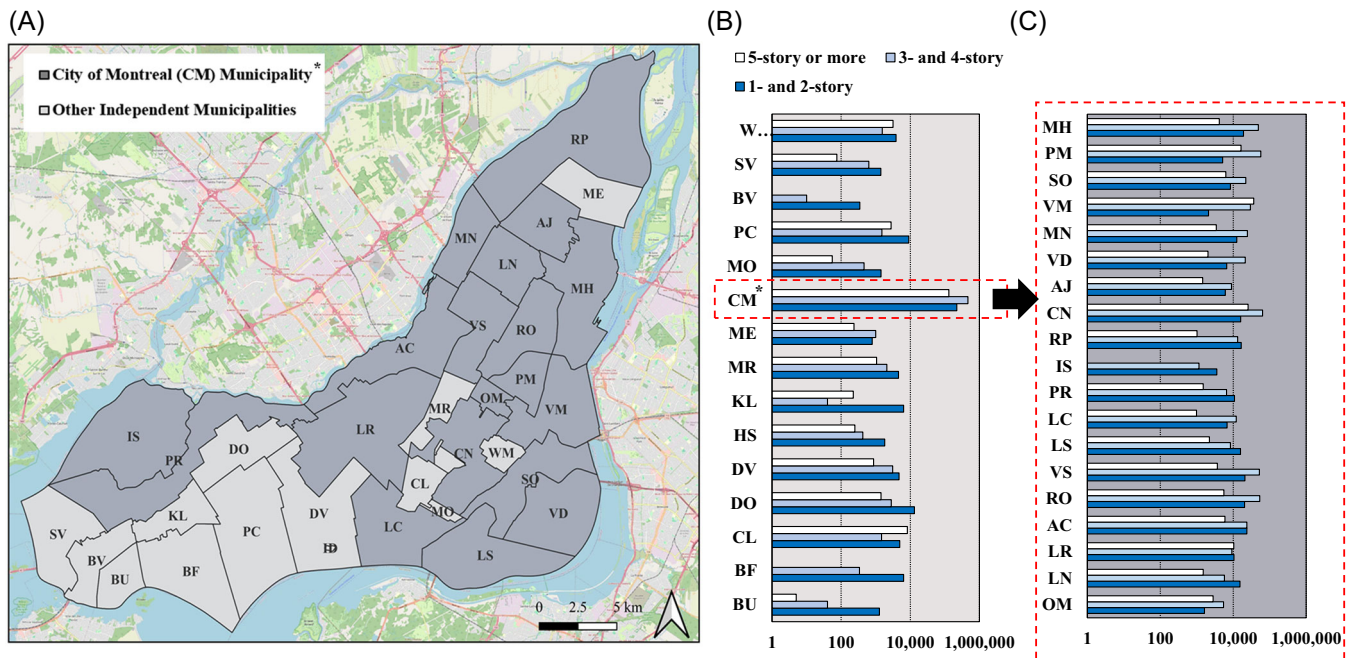 (A)
City of Montreal (CM) Municipality*
Other Independent Municipalities
RP
ME
AJ
MN
LN
MH
VS
RO
AC
PM
OM
MR
VM
LR
IS
DO
PR
CN
WM
CL
SO
MO
KL
SV
DV
PC
LC
VD
BV
BU
BF
LS
0 2.5 5 km
(B)
5-story or more 3- and 4-story
1- and 2-story
W...
SV
BV
PC
MO
CM*
ME
MR
KL
HS
DV
DO
CL
BF
BU
1 100 10,000 1,000,000
(C)
MH
PM
SO
VM
MN
VD
AJ
CN
RP
IS
PR
LC
LS
VS
RO
AC
LR
LN
OM
1 100 10,000 1,000,000